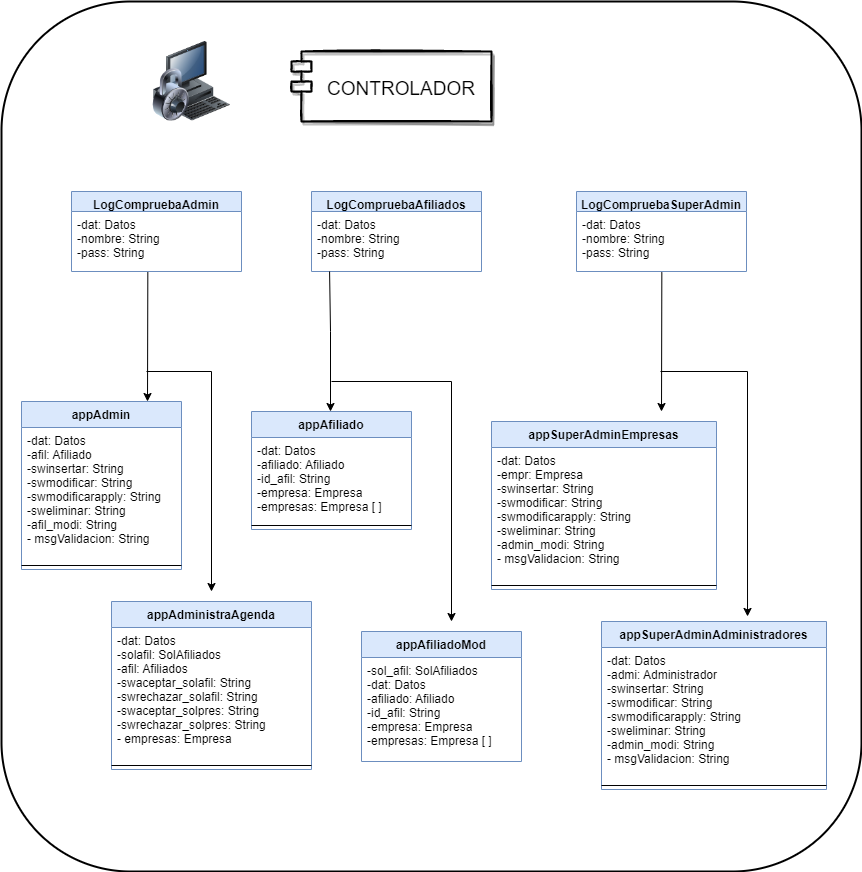 CONTROLADOR
LogCompruebaAdmin
-dat: Datos
-nombre: String
-pass: String
LogCompruebaAfiliados
-dat: Datos
-nombre: String
-pass: String
LogCompruebaSuperAdmin
-dat: Datos
-nombre: String
-pass: String
appAdmin
-dat: Datos
-afil: Afiliado
-swinsertar: String
-swmodificar: String
-swmodificarapply: String
-sweliminar: String
-afil_modi: String
- msgValidacion: String
appAfiliado
-dat: Datos
-afiliado: Afiliado
-id_afil: String
-empresa: Empresa
-empresas: Empresa [ ]
appSuperAdminEmpresas
-dat: Datos
-empr: Empresa
-swinsertar: String
-swmodificar: String
-swmodificarapply: String
-sweliminar: String
-admin_modi: String
- msgValidacion: String
appAdministraAgenda
-dat: Datos
-solafil: SolAfiliados
-afil: Afiliados
-swaceptar_solafil: String
-swrechazar_solafil: String
-swaceptar_solpres: String
-swrechazar_solpres: String
- empresas: Empresa
appAfiliadoMod
-sol_afil: SolAfiliados
-dat: Datos
-afiliado: Afiliado
-id_afil: String
-empresa: Empresa
-empresas: Empresa [ ]
appSuperAdminAdministradores
-dat: Datos
-admi: Administrador
-swinsertar: String
-swmodificar: String
-swmodificarapply: String
-sweliminar: String
-admin_modi: String
- msgValidacion: String